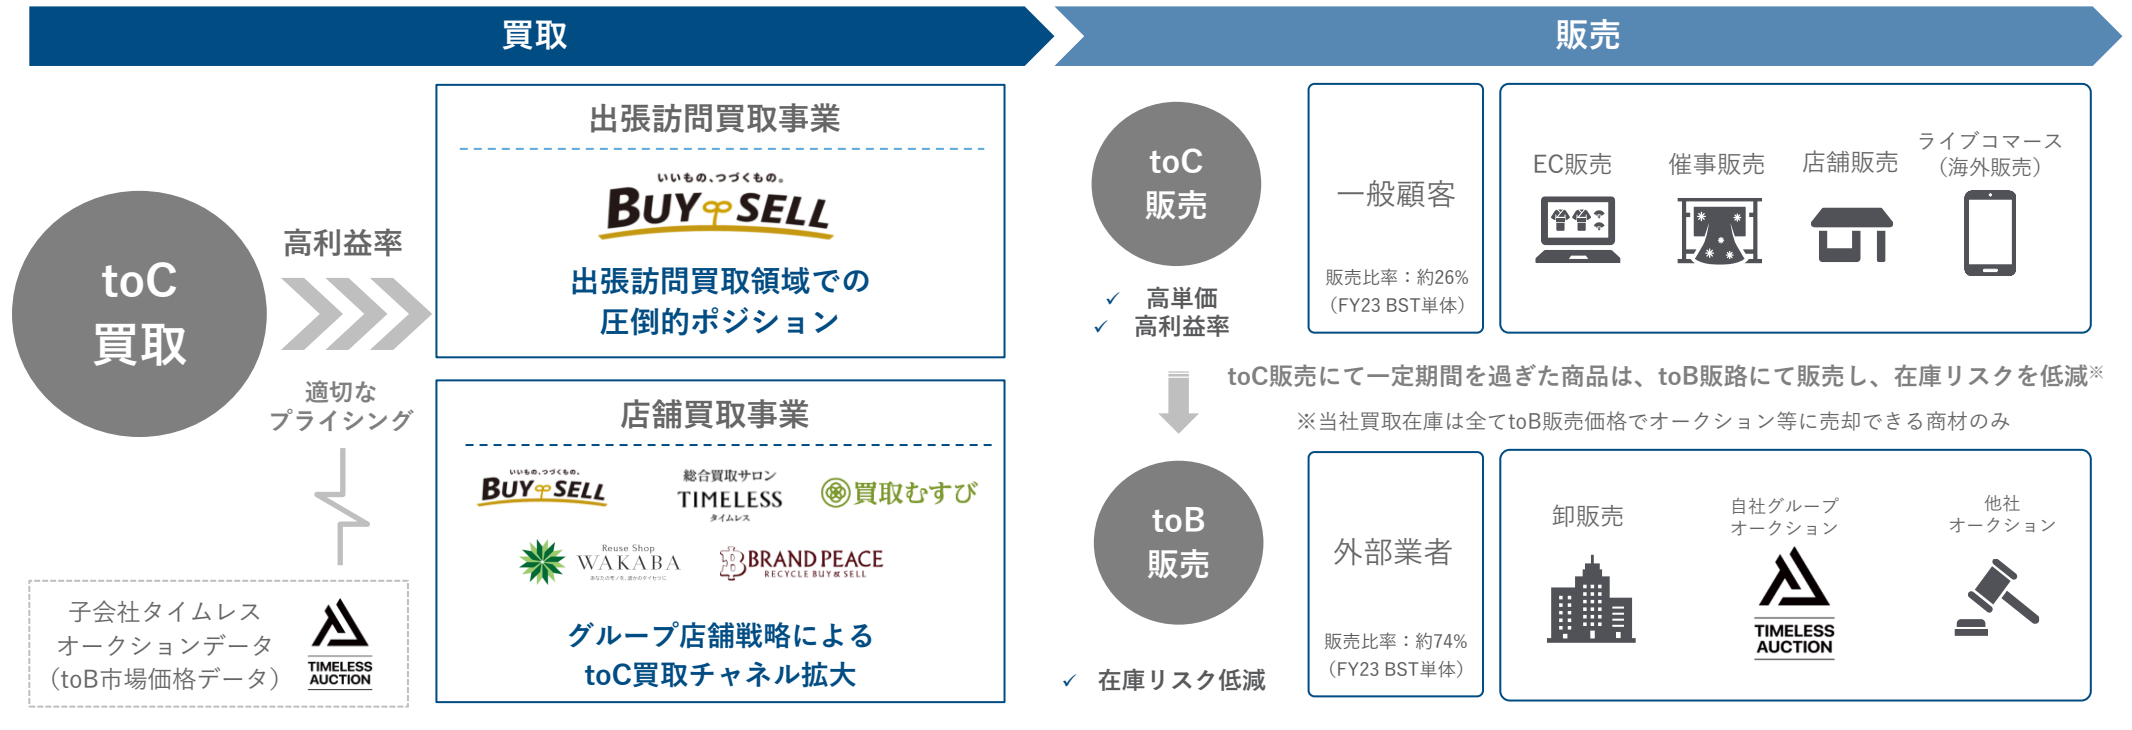 買取
販売
toC
買取
高利益率
適切な
プライシング
子会社タイムレス
オークションデータ
（toB市場価格データ）
TIMELESS
AUCTION
出張訪問買取事業
いいもの、つづくもの。
BUY SELL
出張訪問買取領域での
圧倒的ポジション
店舗買取事業
いいもの、つづくもの。
BUY SELL
総合買取サロン
TIMELESS
タイムレス
買取むすび
Reuse Shop
WAKABA
BRAND PEACE
RECYCLE BUY & SELL
グループ店舗戦略による
toC買取チャネル拡大
toC
販売
✓ 高単価
✓ 高利益率
一般顧客
販売比率：約26%
（FY23 BST単体）
EC販売
催事販売
店舗販売
ライブコマース
（海外販売）
toC販売にて一定期間を過ぎた商品は、toB販路にて販売し、在庫リスクを低減※
※当社買取在庫は全てtoB販売価格でオークション等に売却できる商材のみ
toB
販売
✓ 在庫リスク低減
外部業者
販売比率：約74%
（FY23 BST単体）
卸販売
自社グループ
オークション
TIMELESS
AUCTION
他社
オークション